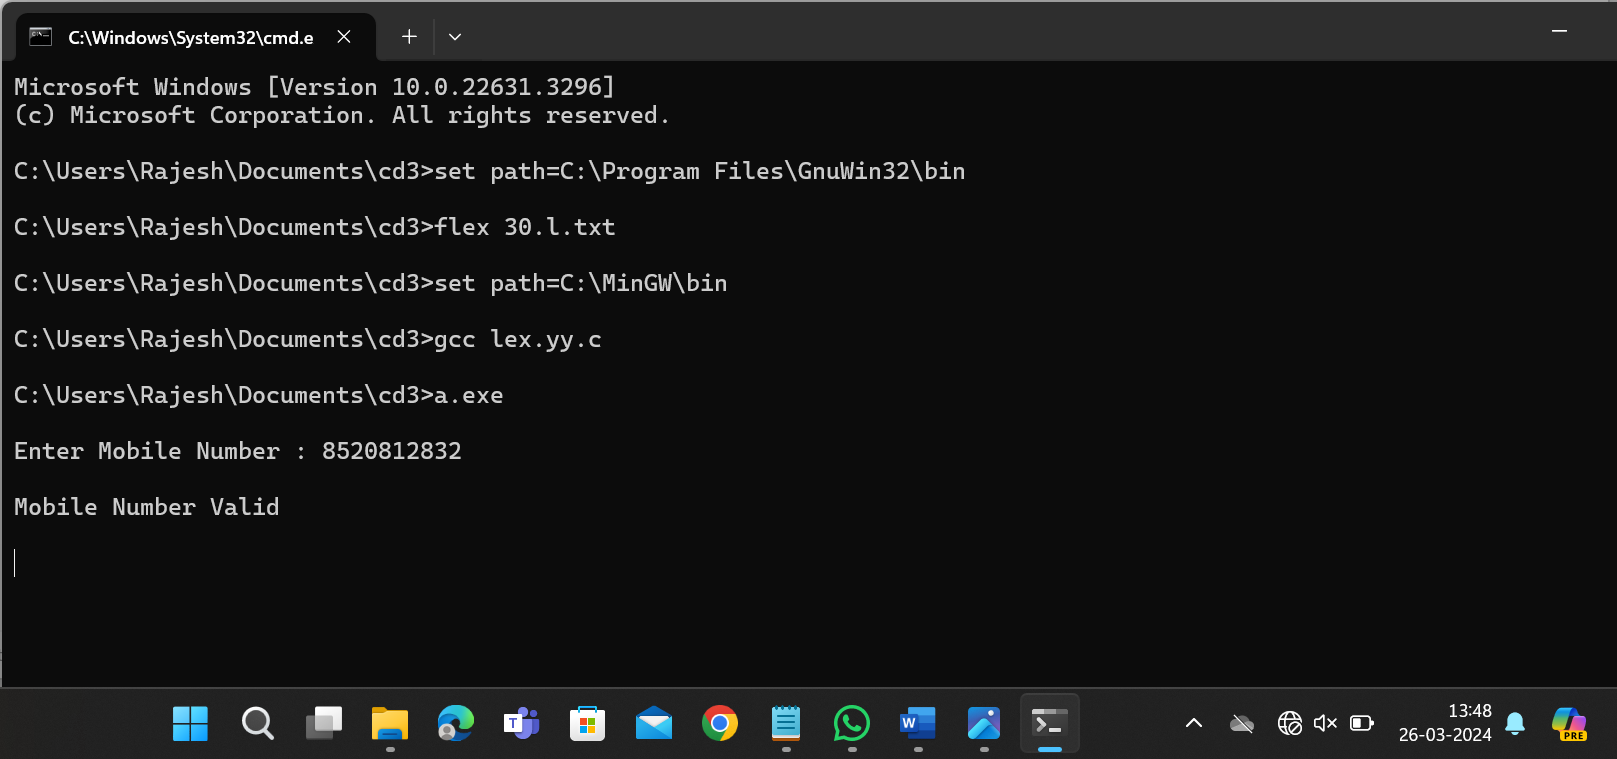 C:\Windows\System32\cmd.e
Microsoft Windows [Version 10.0.22631.3296]
(c) Microsoft Corporation. All rights reserved.
C:\Users\Rajesh\Documents\cd3>set path=C:\Program Files\GnuWin32\bin
C:\Users\Rajesh\Documents\cd3>flex 30.l.txt
C:\Users\Rajesh\Documents\cd3>set path=C:\MinGW\bin
C:\Users\Rajesh\Documents\cd3>gcc lex.yy.c
C:\Users\Rajesh\Documents\cd3>a.exe
Enter Mobile Number : 8520812832
Mobile Number Valid
13:48
26-03-2024
PRE